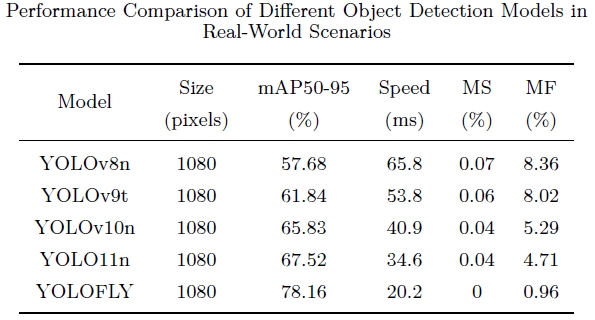 Performance Comparison of Different Object Detection Models in
Real-World Scenarios
Model Size mAP50-95 Speed MS MF
(pixels) (%) (ms) (%) (%)
YOLOv8n 1080 57.68 65.8 0.07 8.36
YOLOv9t 1080 61.84 53.8 0.06 8.02
YOLOv10n 1080 65.83 40.9 0.04 5.29
YOLO11n 1080 67.52 34.6 0.04 4.71
YOLOFLY 1080 78.16 20.2 0 0.96